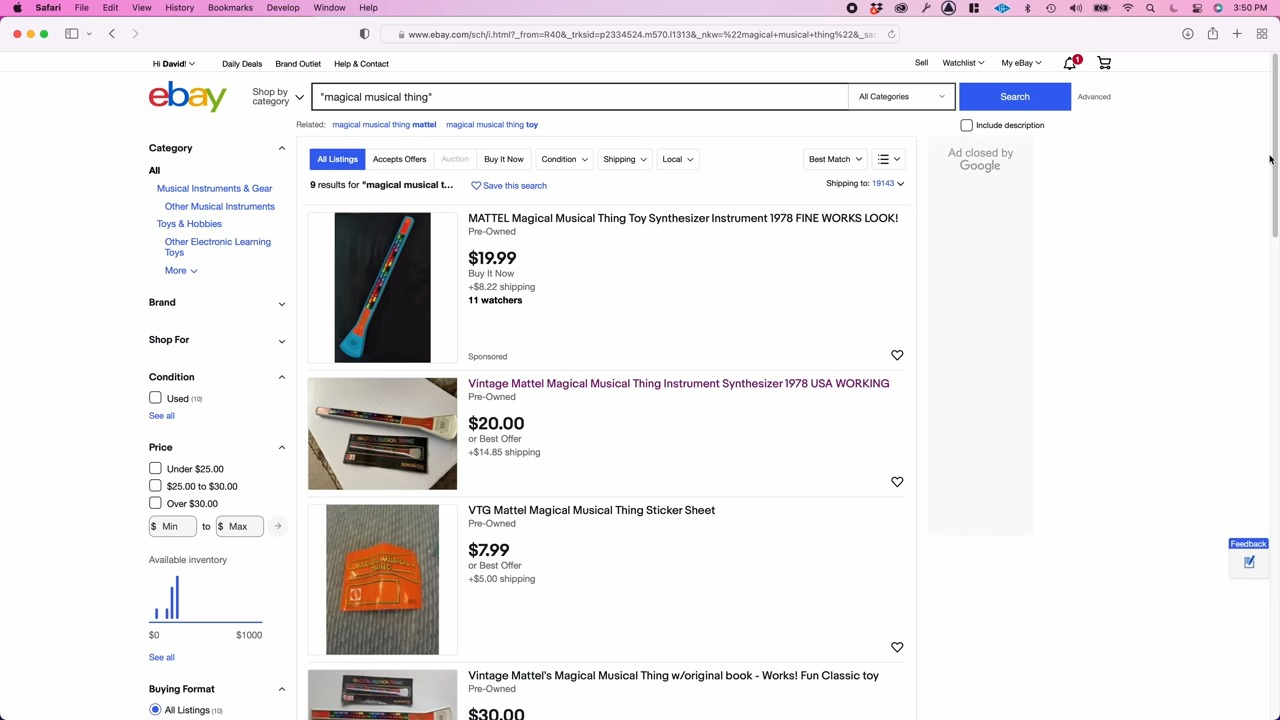 Safari File Edit View History Bookmarks Develop Window Help 3:50 PM
www.ebay.com/sch/i.html?_from=R40&_trksid=p2334524.m570.l1313&_nkw=%22magical+musical+thing%22&_sac
Hi David! Daily Deals Brand Outlet Help & Contact Sell Watchlist My eBay 1
ebay Shop by category "magical musical thing" All Categories Search Advanced
Related: magical musical thing mattel magical musical thing toy Include description
Category
All
Musical Instruments & Gear
Other Musical Instruments
Toys & Hobbies
Other Electronic Learning
Toys
More
Brand
Shop For
Condition
Used (10)
See all
Price
Under $25.00
$25.00 to $30.00
Over $30.00
$ Min to $ Max
Available inventory
$0 $1000
See all
Buying Format
All Listings (10)
All Listings Accepts Offers Auction Buy It Now Condition Shipping Local Best Match
9 results for "magical musical t... Save this search Shipping to: 19143
MATTEL Magical Musical Thing Toy Synthesizer Instrument 1978 FINE WORKS LOOK!
Pre-Owned
$19.99
Buy It Now
+$8.22 shipping
11 watchers
Sponsored
Vintage Mattel Magical Musical Thing Instrument Synthesizer 1978 USA WORKING
Pre-Owned
$20.00
or Best Offer
+$14.85 shipping
MAGICAL MUSICAL THING
VTG Mattel Magical Musical Thing Sticker Sheet
Pre-Owned
$7.99
or Best Offer
+$5.00 shipping
MAGICAL MUSICAL
THING
Vintage Mattel's Magical Musical Thing w/original book - Works! Fun Classic toy
Pre-Owned
$30.00
MAGICAL MUSICAL THING
Ad closed by
Google
Feedback